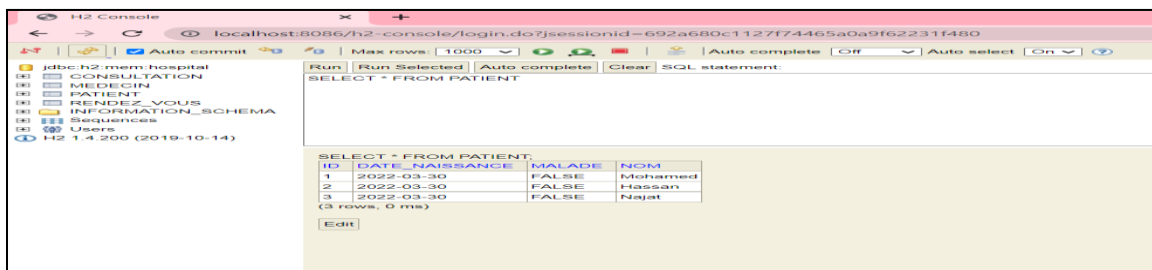 H2 Console
localhost:8086/h2-console/login.do?jsessionid=692a680c1127f74465a0a9f62231f480
Auto commit Max rows: 1000 Auto complete Off Auto select On
jdbc:h2:mem:hospital
CONSULTATION
MEDECIN
PATIENT
RENDEZ_VOUS
INFORMATION_SCHEMA
Sequences
Users
H2 1.4.200 (2019-10-14)
Run Run Selected Auto complete Clear SQL statement:
SELECT * FROM PATIENT
SELECT * FROM PATIENT;
ID DATE_NAISSANCE MALADE NOM
1 2022-03-30 FALSE Mohamed
2 2022-03-30 FALSE Hassan
3 2022-03-30 FALSE Najat
(3 rows, 0 ms)
Edit